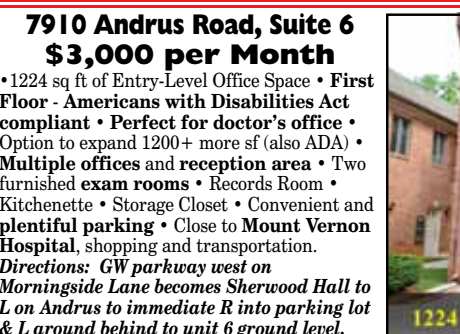 7910 Andrus Road, Suite 6
$3,000 per Month
•1224 sq ft of Entry-Level Office Space • First
Floor - Americans with Disabilities Act
compliant • Perfect for doctor's office •
Option to expand 1200+ more sf (also ADA) •
Multiple offices and reception area • Two
furnished exam rooms • Records Room •
Kitchenette • Storage Closet • Convenient and
plentiful parking • Close to Mount Vernon
Hospital, shopping and transportation.
Directions: GW parkway west on
Morningside Lane becomes Sherwood Hall to
L on Andrus to immediate R into parking lot
& L around behind to unit 6 ground level.
1224